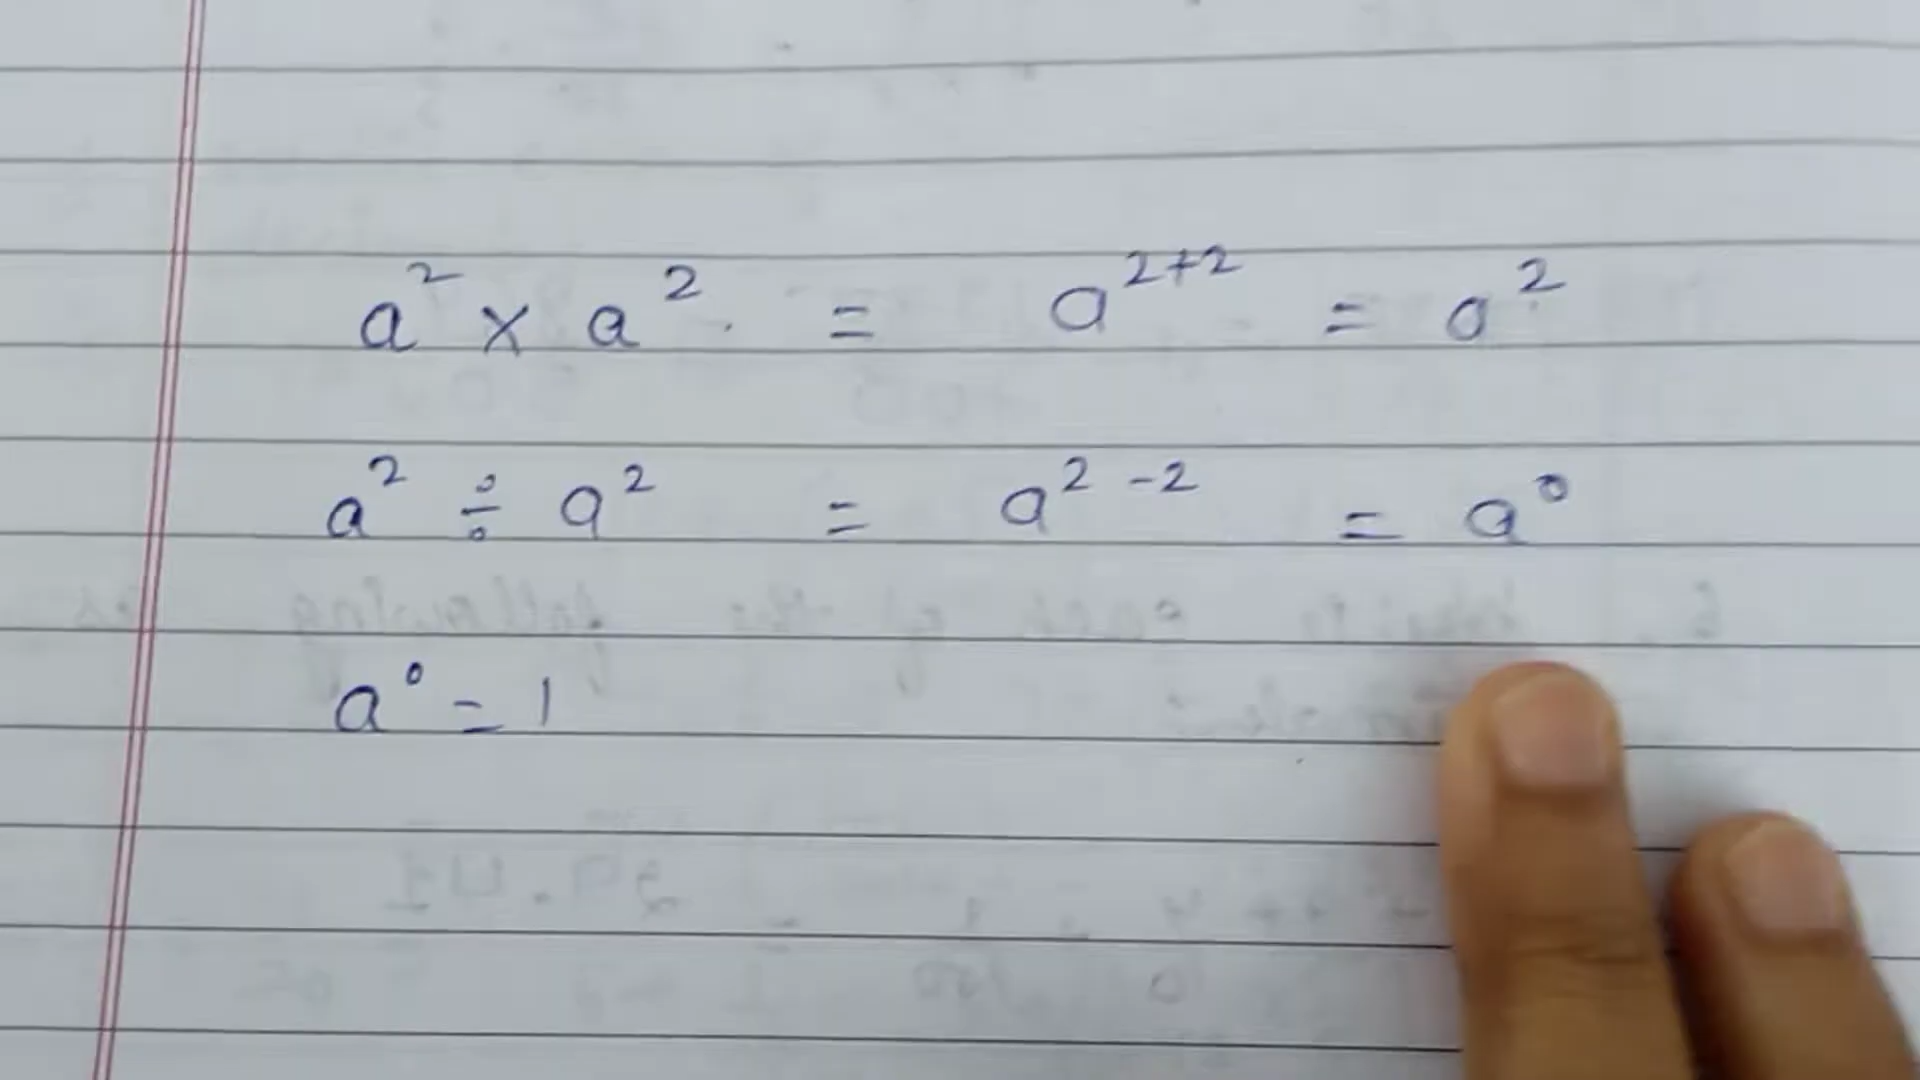 a² × a² = a²⁺² = a²
a² ÷ a² = a²⁻² = a⁰
a⁰ = 1